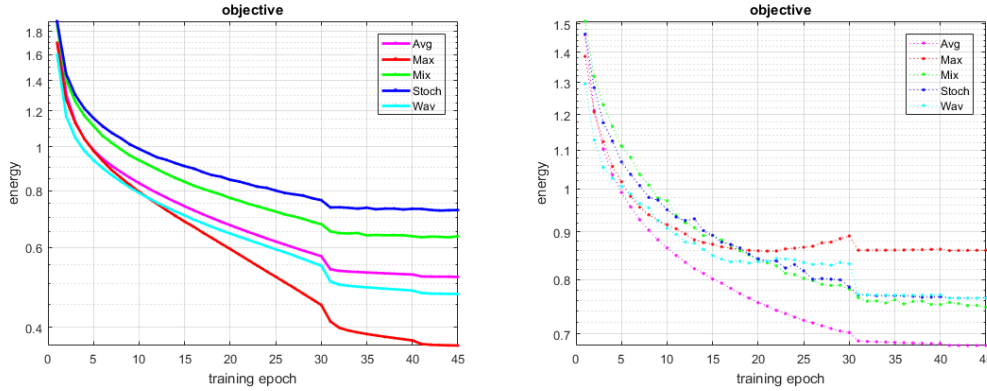 objective
1.8
1.6
1.4
1.2
1
0.8
0.6
0.4
energy
0 5 10 15 20 25 30 35 40 45
training epoch
Avg
Max
Mix
Stoch
Wav
objective
1.5
1.4
1.3
1.2
1.1
1
0.9
0.8
0.7
energy
0 5 10 15 20 25 30 35 40 45
training epoch
Avg
Max
Mix
Stoch
Wav